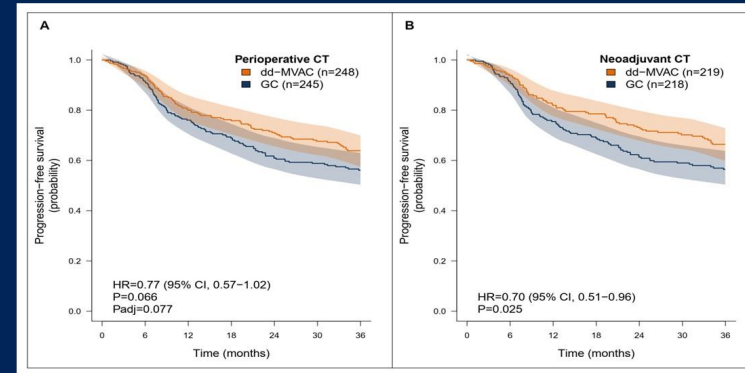 A
Perioperative CT
dd−MVAC (n=248)
GC (n=245)
Progression−free survival
(probability)
1.0
0.8
0.6
0.4
0.2
0.0
HR=0.77 (95% CI, 0.57−1.02)
P=0.066
Padj=0.077
0 6 12 18 24 30 36
Time (months)
B
Neoadjuvant CT
dd−MVAC (n=219)
GC (n=218)
Progression−free survival
(probability)
1.0
0.8
0.6
0.4
0.2
0.0
HR=0.70 (95% CI, 0.51−0.96)
P=0.025
0 6 12 18 24 30 36
Time (months)